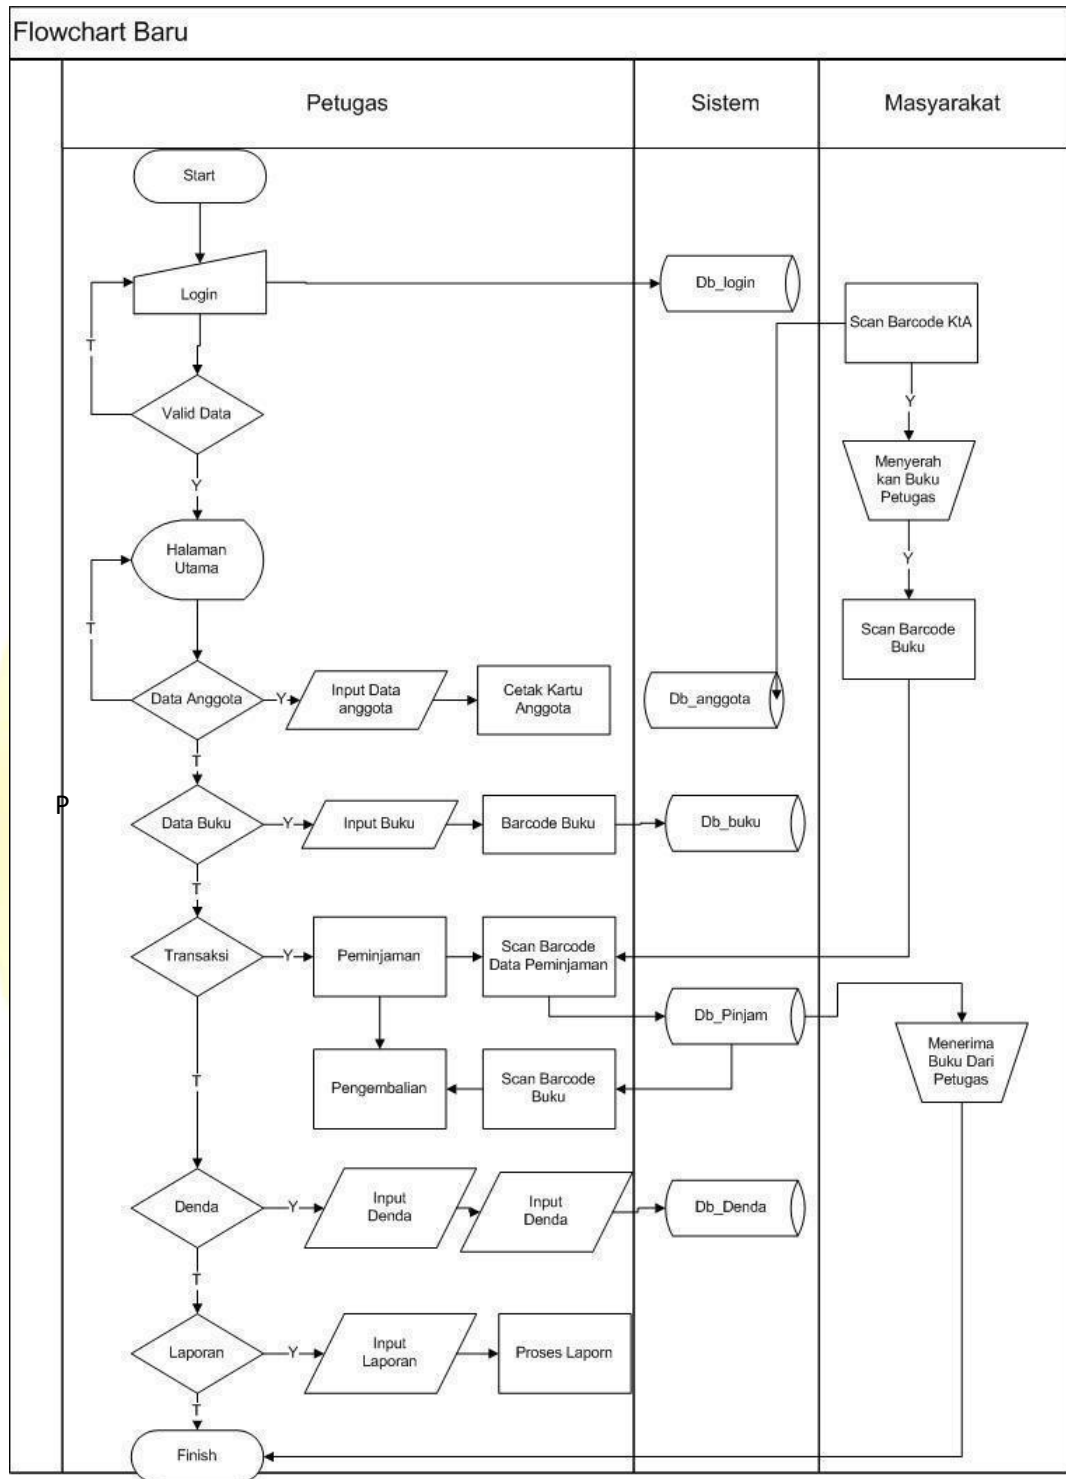 Flowchart Baru
Petugas
Sistem
Masyarakat
Start
Login
Db_login
Scan Barcode KtA
T
Valid Data
Y
Menyerah
kan Buku
Petugas
Y
Y
Halaman
Utama
Scan Barcode
Buku
T
Data Anggota
Y
Input Data
anggota
Cetak Kartu
Anggota
Db_anggota
T
P
Data Buku
Y
Input Buku
Barcode Buku
Db_buku
T
Transaksi
Y
Peminjaman
Scan Barcode
Data Peminjaman
Db_Pinjam
Menerima
Buku Dari
Petugas
T
Pengembalian
Scan Barcode
Buku
Denda
Y
Input
Denda
Input
Denda
Db_Denda
T
Laporan
Y
Input
Laporan
Proses Laporn
T
Finish